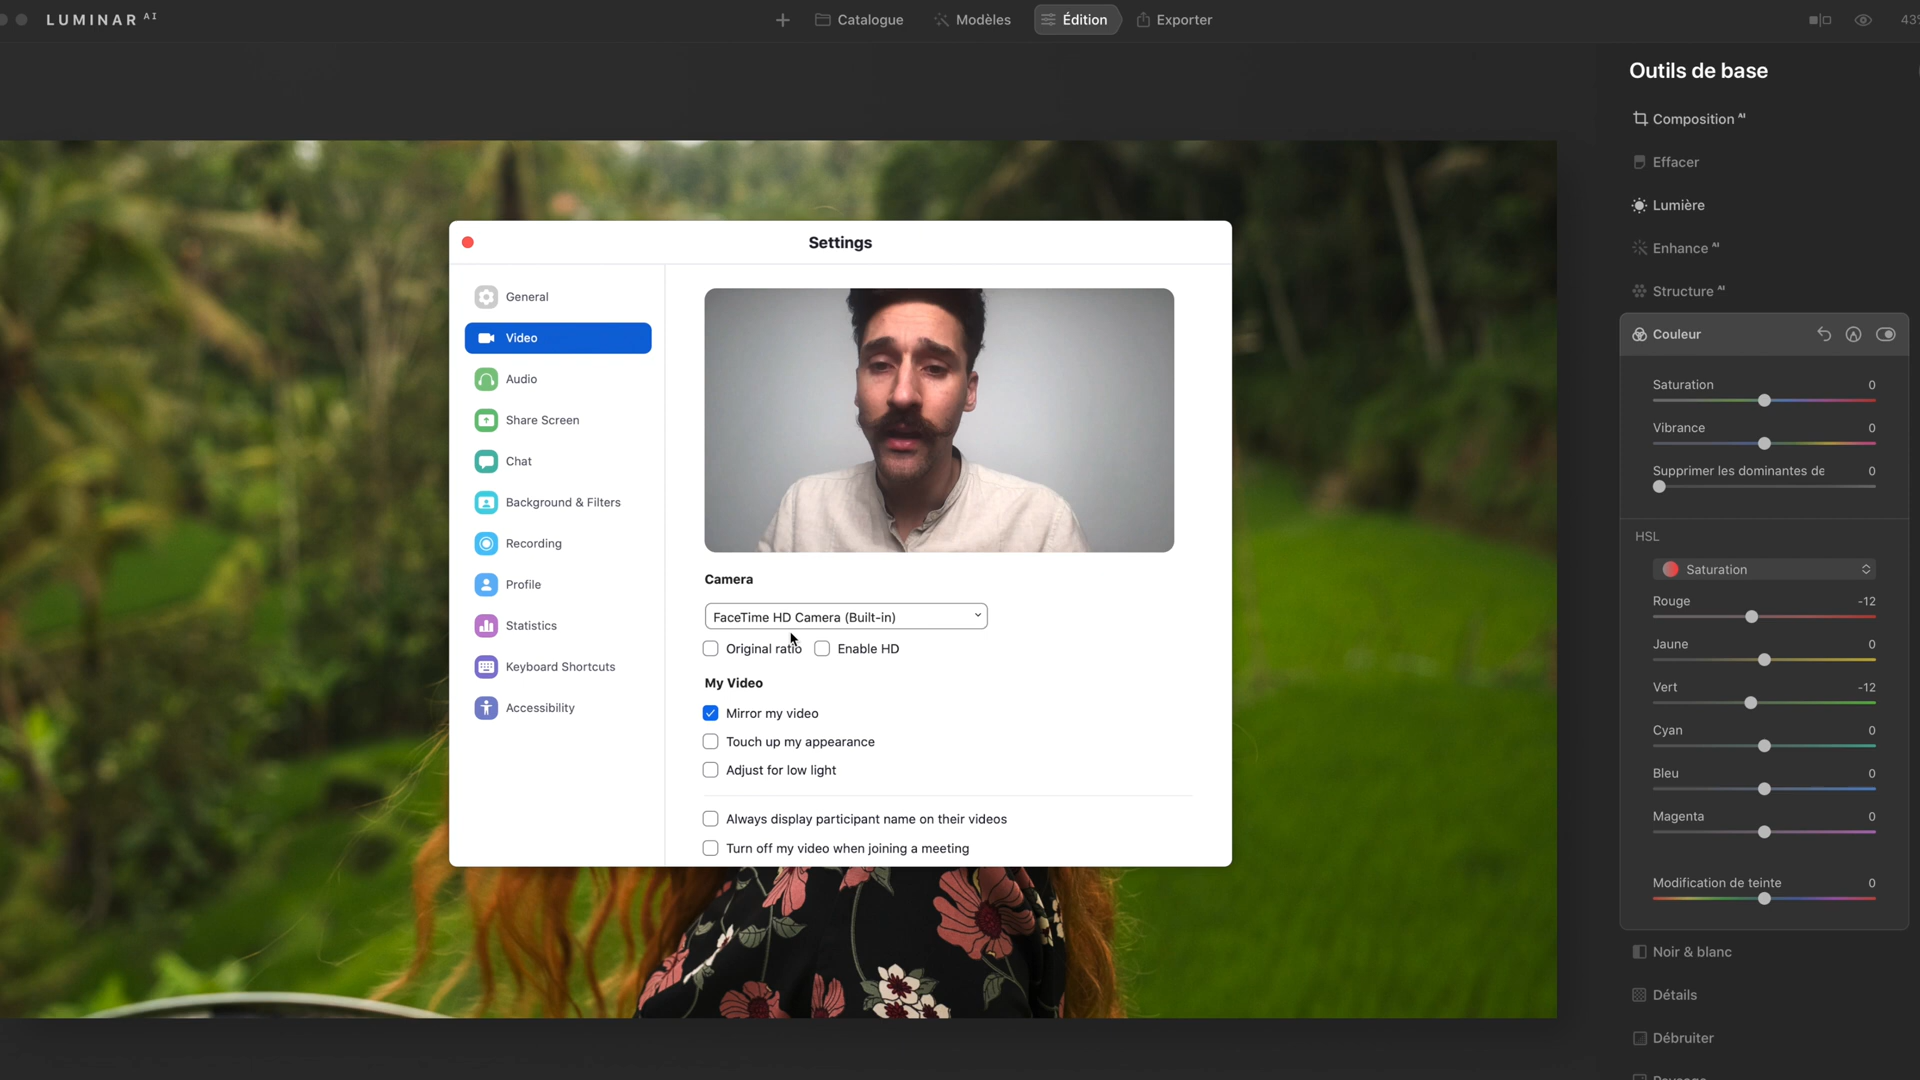 LUMINAR AI
Catalogue
Modèles
Édition
Exporter
Outils de base
Composition AI
Effacer
Lumière
Enhance AI
Structure AI
Couleur
Saturation 0
Vibrance 0
Supprimer les dominantes de 0
HSL
Saturation
Rouge -12
Jaune 0
Vert -12
Cyan 0
Bleu 0
Magenta 0
Modification de teinte 0
Noir & blanc
Détails
Débruiter
Settings
General
Video
Audio
Share Screen
Chat
Background & Filters
Recording
Profile
Statistics
Keyboard Shortcuts
Accessibility
Camera
FaceTime HD Camera (Built-in)
Original ratio
Enable HD
My Video
Mirror my video
Touch up my appearance
Adjust for low light
Always display participant name on their videos
Turn off my video when joining a meeting